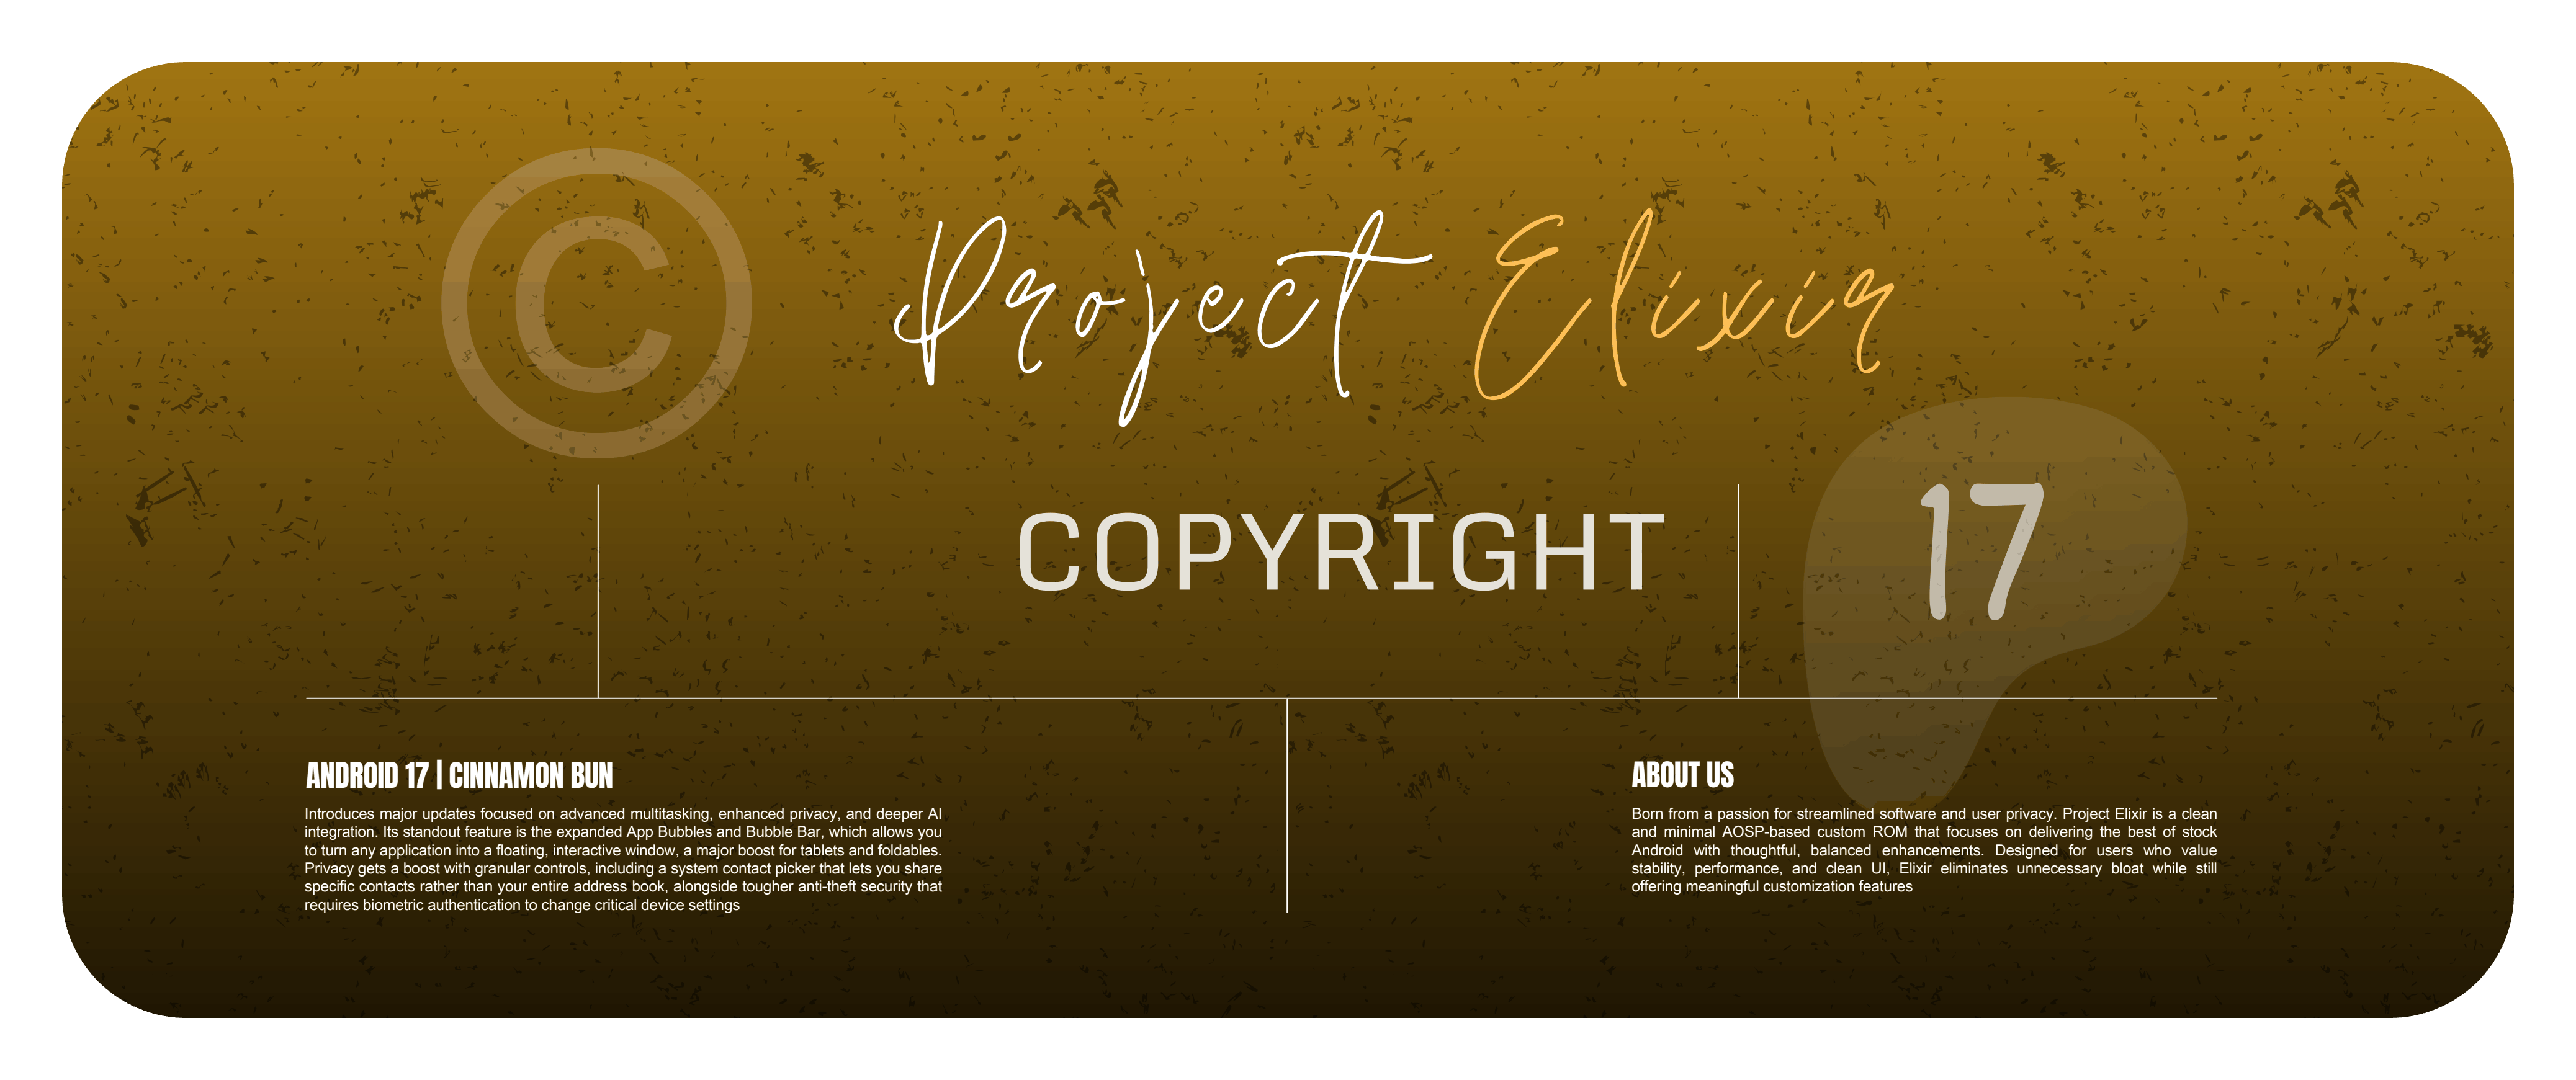 ©
Project Elixir
COPYRIGHT
17
ANDROID 17 | CINNAMON BUN
Introduces major updates focused on advanced multitasking, enhanced privacy, and deeper AI
integration. Its standout feature is the expanded App Bubbles and Bubble Bar, which allows you
to turn any application into a floating, interactive window, a major boost for tablets and foldables.
Privacy gets a boost with granular controls, including a system contact picker that lets you share
specific contacts rather than your entire address book, alongside tougher anti-theft security that
requires biometric authentication to change critical device settings
ABOUT US
Born from a passion for streamlined software and user privacy. Project Elixir is a clean
and minimal AOSP-based custom ROM that focuses on delivering the best of stock
Android with thoughtful, balanced enhancements. Designed for users who value
stability, performance, and clean UI, Elixir eliminates unnecessary bloat while still
offering meaningful customization features